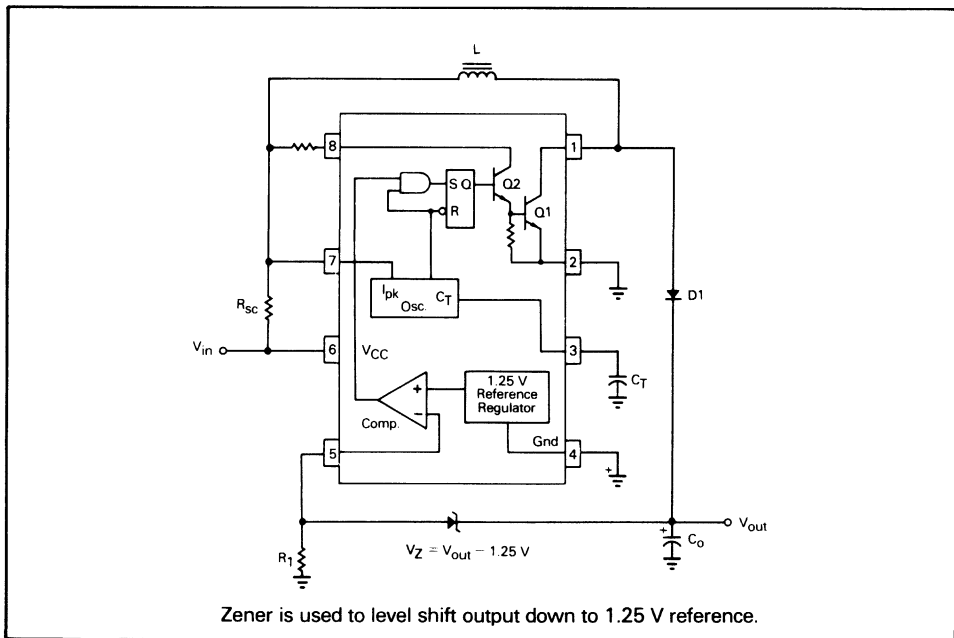 L
8
1
S Q
Q2
R
Q1
7
2
Ipk
CT
Osc.
D1
Rsc
Vin
6
VCC
3
CT
1.25 V
Reference
Regulator
+
−
Comp.
Gnd
5
4
+
Vout
+
Co
VZ = Vout − 1.25 V
R1
Zener is used to level shift output down to 1.25 V reference.